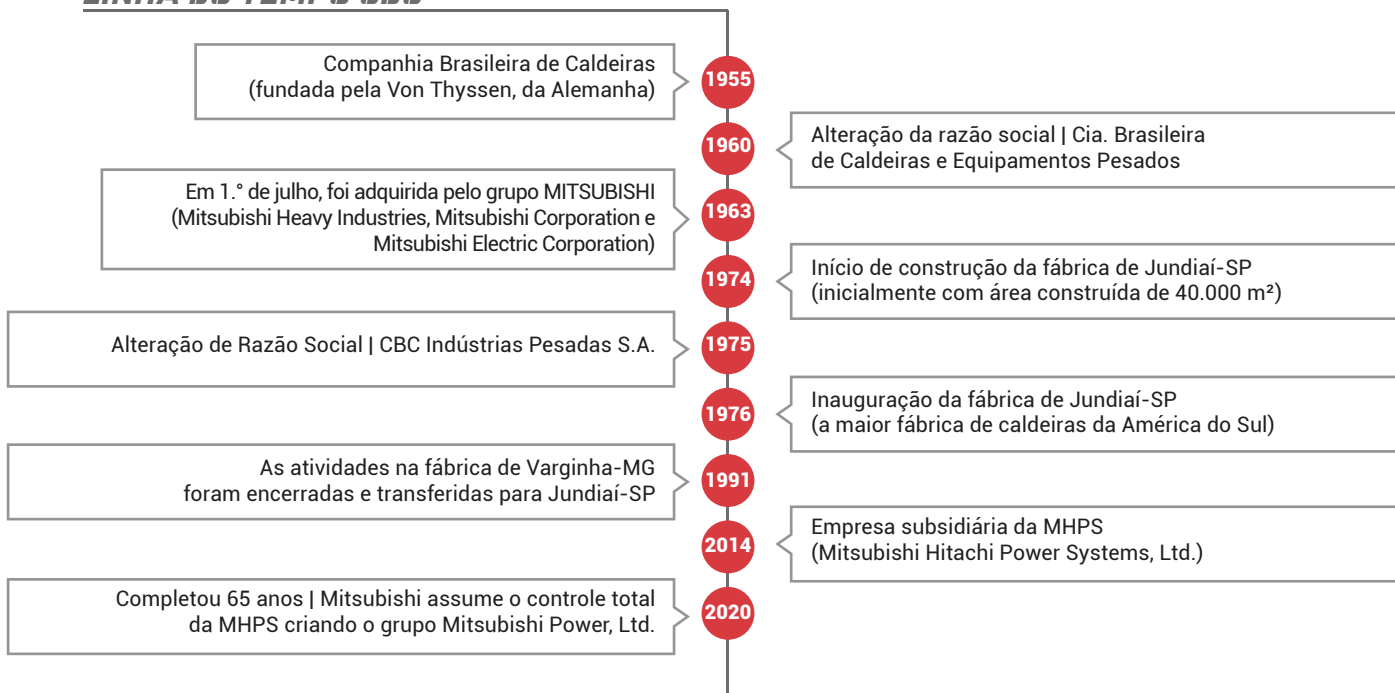 LINHA DO TEMPO CBC
Companhia Brasileira de Caldeiras
(fundada pela Von Thyssen, da Alemanha)
1955
1960
Alteração da razão social | Cia. Brasileira
de Caldeiras e Equipamentos Pesados
Em 1.° de julho, foi adquirida pelo grupo MITSUBISHI
(Mitsubishi Heavy Industries, Mitsubishi Corporation e
Mitsubishi Electric Corporation)
1963
1974
Início de construção da fábrica de Jundiaí-SP
(inicialmente com área construída de 40.000 m²)
Alteração de Razão Social | CBC Indústrias Pesadas S.A.
1975
1976
Inauguração da fábrica de Jundiaí-SP
(a maior fábrica de caldeiras da América do Sul)
As atividades na fábrica de Varginha-MG
foram encerradas e transferidas para Jundiaí-SP
1991
2014
Empresa subsidiária da MHPS
(Mitsubishi Hitachi Power Systems, Ltd.)
Completou 65 anos | Mitsubishi assume o controle total
da MHPS criando o grupo Mitsubishi Power, Ltd.
2020